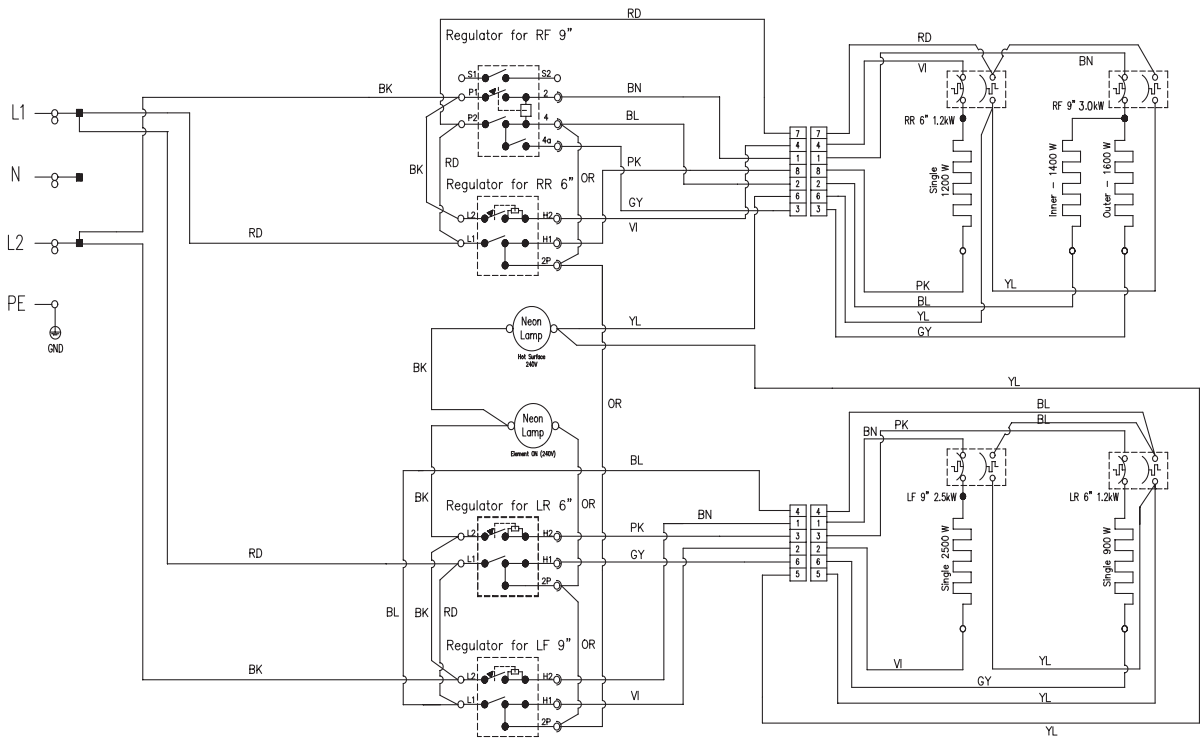 RD
Regulator for RF 9"
RD
BN
VI
S1
S2
BK
P1
2
BN
L1
P2
4
BL
RR 6" 1.2kW
RF 9" 3.0kW
4a
7 7
4 4
1 1
8 8
2 2
6 6
3 3
BK
RD
OR
PK
N
Regulator for RR 6"
Single
1200 W
Inner - 1400 W
Outer - 1600 W
GY
L2
H2
VI
L2
RD
L1
H1
2P
PE
GND
PK
YL
BL
YL
GY
Neon
Lamp
YL
Hot Surface
240V
BK
YL
OR
Neon
Lamp
Element ON (240V)
BL
PK
BL
BN
BL
BK
Regulator for LR 6"
OR
LF 9" 2.5kW
LR 6" 1.2kW
BN
4 4
1 1
3 3
2 2
6 6
5 5
L2
H2
PK
RD
L1
H1
GY
2P
Single 2500 W
Single 900 W
BL
BK
RD
Regulator for LF 9"
OR
BK
L2
H2
VI
YL
GY
L1
H1
VI
YL
2P
YL